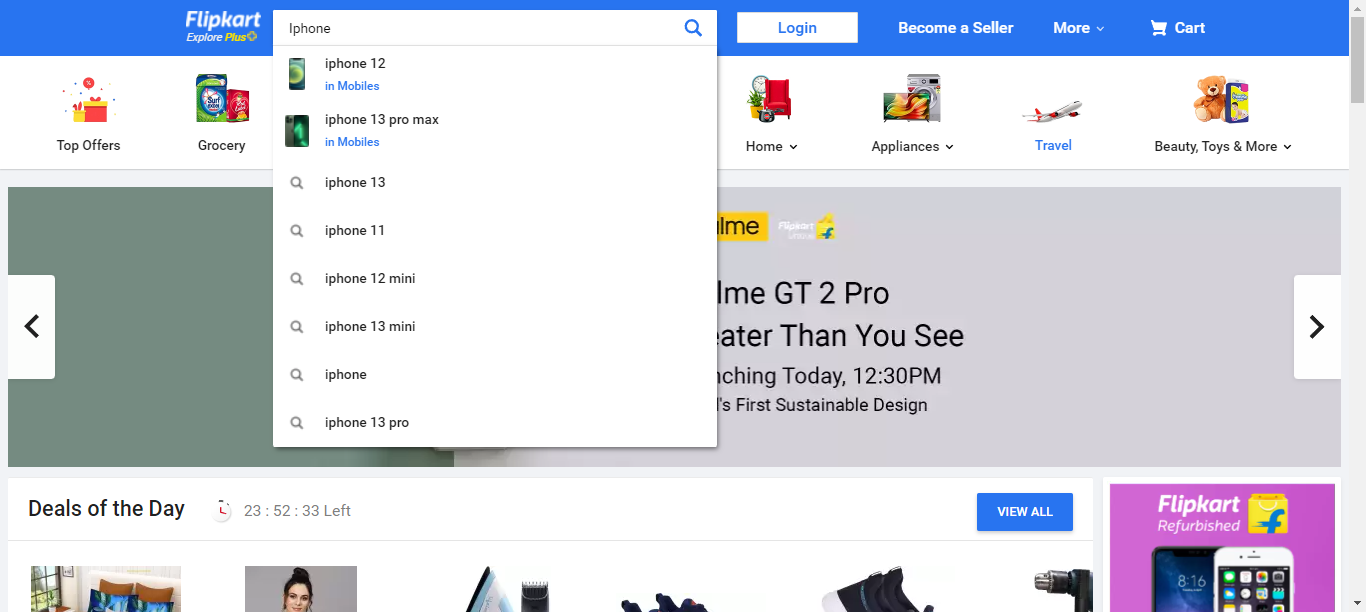 Flipkart
Explore Plus
Iphone
Login
Become a Seller
More
Cart
iphone 12
in Mobiles
iphone 13 pro max
in Mobiles
iphone 13
iphone 11
iphone 12 mini
iphone 13 mini
iphone
iphone 13 pro
Top Offers
Grocery
Home
Appliances
Travel
Beauty, Toys & More
lme
Flipkart
lme GT 2 Pro
eater Than You See
nching Today, 12:30PM
d's First Sustainable Design
Deals of the Day
23 : 52 : 33 Left
VIEW ALL
Flipkart
Refurbished
8:16